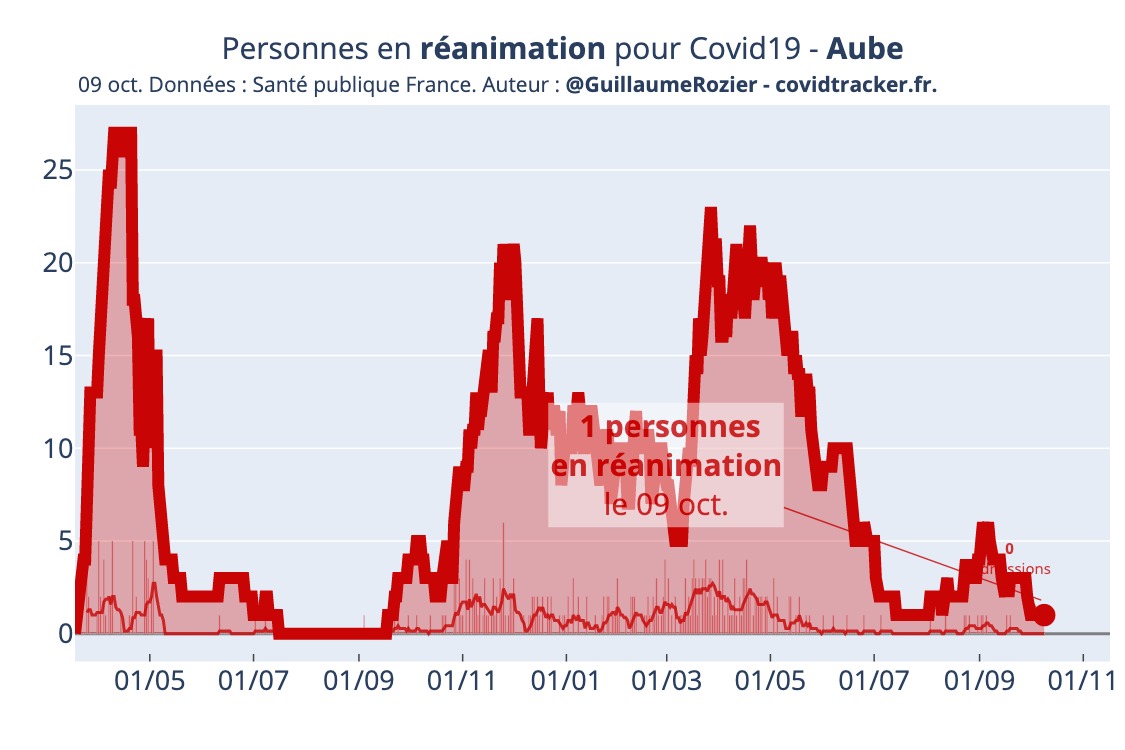 Personnes en réanimation pour Covid19 - Aube
09 oct. Données : Santé publique France. Auteur : @GuillaumeRozier - covidtracker.fr.
25
20
15
10
5
0
1 personnes
en réanimation
le 09 oct.
0
01/05 01/07 01/09 01/11 01/01 01/03 01/05 01/07 01/09 01/11